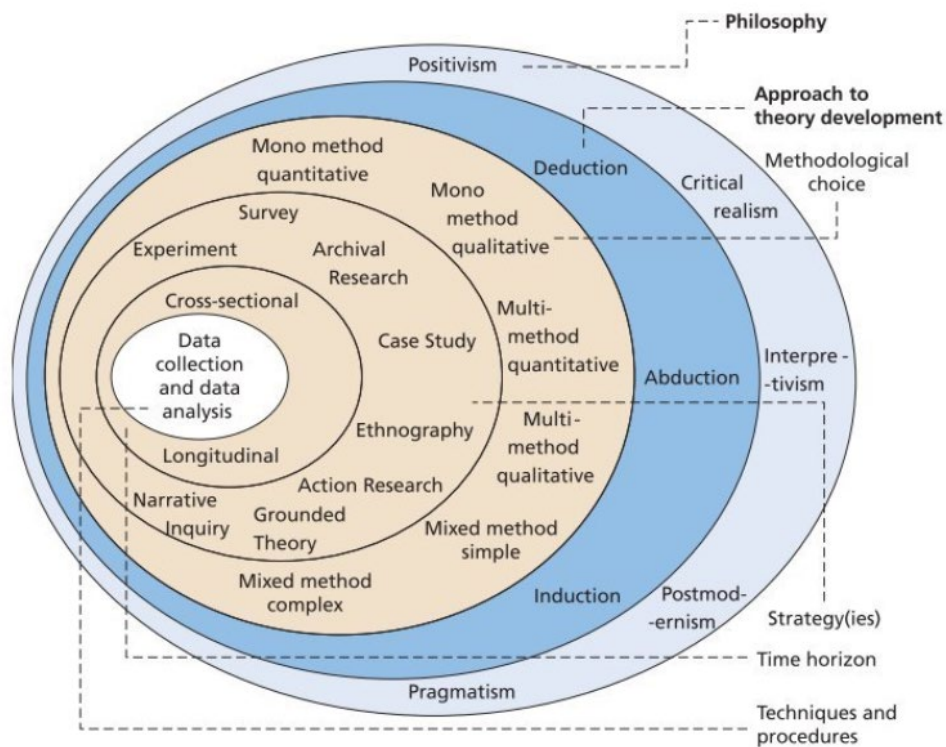 Philosophy
Positivism
Approach to
theory development
Mono method
quantitative
Deduction
Methodological
choice
Mono
method
qualitative
Critical
realism
Survey
Experiment
Archival
Research
Cross-sectional
Multi-
method
quantitative
Data
collection
and data
analysis
Case Study
Interpre -
-tivism
Abduction
Ethnography
Multi-
method
qualitative
Longitudinal
Action Research
Narrative
Inquiry
Grounded
Theory
Mixed method
simple
Mixed method
complex
Induction
Postmod-
-ernism
Strategy(ies)
Time horizon
Pragmatism
Techniques and
procedures